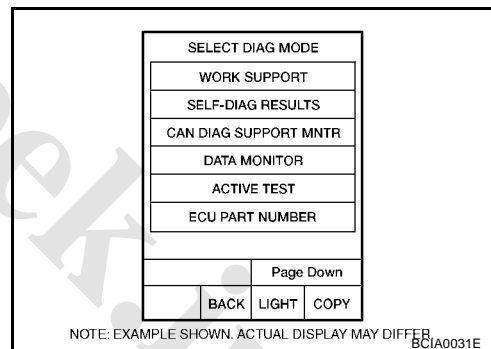 SELECT DIAG MODE
WORK SUPPORT
SELF-DIAG RESULTS
CAN DIAG SUPPORT MNTR
DATA MONITOR
ACTIVE TEST
ECU PART NUMBER
Page Down
BACK LIGHT COPY
NOTE: EXAMPLE SHOWN. ACTUAL DISPLAY MAY DIFFER.
BCIA0031E